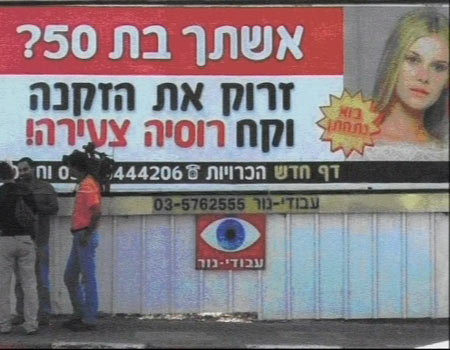 אשתך בת 50?
זרוק את הזקנה
וקח רוסיה צעירה!
בוא נתחתן
דף חדש הכרויות ☎ 444206
עבודי-נור 03-5762555
עבודי-נור